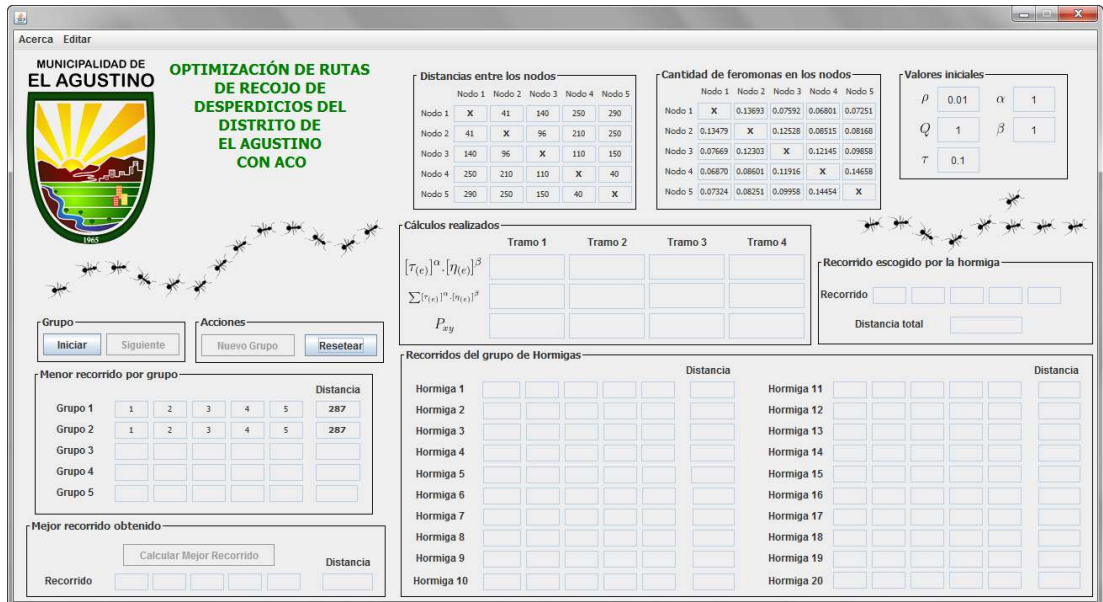 Acerca Editar
MUNICIPALIDAD DE
EL AGUSTINO
1965
OPTIMIZACIÓN DE RUTAS
DE RECOJO DE
DESPERDICIOS DEL
DISTRITO DE
EL AGUSTINO
CON ACO
Distancias entre los nodos
Nodo 1 Nodo 2 Nodo 3 Nodo 4 Nodo 5
Nodo 1 X 41 140 250 290
Nodo 2 41 X 96 210 250
Nodo 3 140 96 X 110 150
Nodo 4 250 210 110 X 40
Nodo 5 290 250 150 40 X
Cantidad de feromonas en los nodos
Nodo 1 Nodo 2 Nodo 3 Nodo 4 Nodo 5
Nodo 1 X 0.13693 0.07592 0.06801 0.07251
Nodo 2 0.13479 X 0.12528 0.08515 0.08168
Nodo 3 0.07669 0.12303 X 0.12145 0.09858
Nodo 4 0.06870 0.08601 0.11916 X 0.14658
Nodo 5 0.07324 0.08251 0.09958 0.14454 X
Valores iniciales
ρ 0.01 α 1
Q 1 β 1
τ 0.1
Cálculos realizados
Tramo 1 Tramo 2 Tramo 3 Tramo 4
[τ(e)]^α.[η(e)]^β
∑[τ(e)]^α.[η(e)]^β
P_xy
Recorrido escogido por la hormiga
Recorrido
Distancia total
Grupo
Iniciar Siguiente
Acciones
Nuevo Grupo Resetear
Menor recorrido por grupo
Distancia
Grupo 1 1 2 3 4 5 287
Grupo 2 1 2 3 4 5 287
Grupo 3
Grupo 4
Grupo 5
Mejor recorrido obtenido
Calcular Mejor Recorrido
Distancia
Recorrido
Recorridos del grupo de Hormigas
Distancia Distancia
Hormiga 1 Hormiga 11
Hormiga 2 Hormiga 12
Hormiga 3 Hormiga 13
Hormiga 4 Hormiga 14
Hormiga 5 Hormiga 15
Hormiga 6 Hormiga 16
Hormiga 7 Hormiga 17
Hormiga 8 Hormiga 18
Hormiga 9 Hormiga 19
Hormiga 10 Hormiga 20